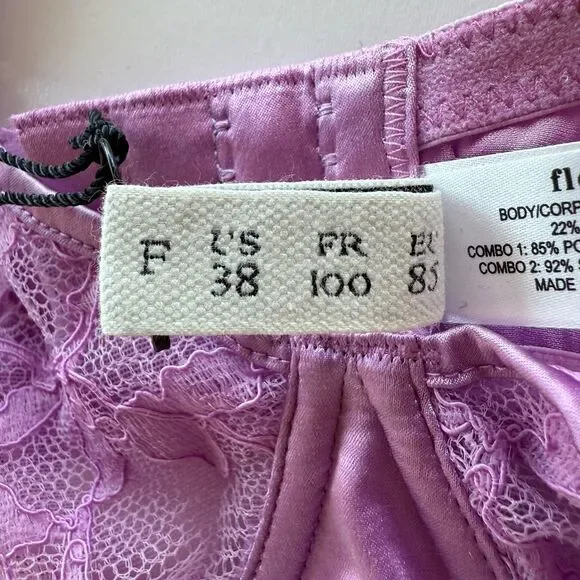 F US FR EU
38 100 85
fl
BODY/CORP
22%
COMBO 1: 85% PO
COMBO 2: 92% S
MADE